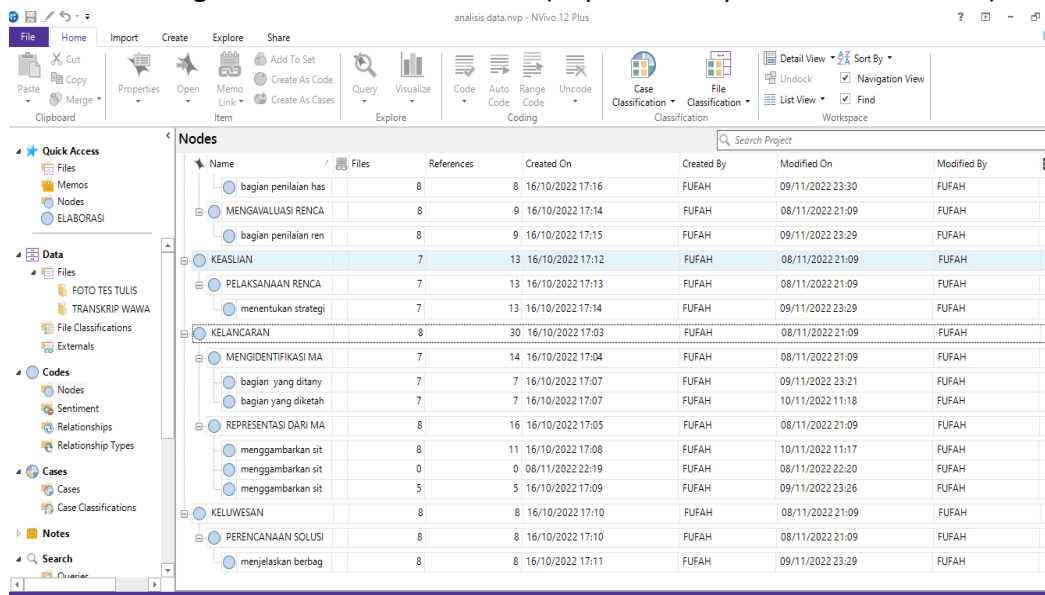 analisis data.nvp - NVivo 12 Plus
File Home Import Create Explore Share
Paste
Cut
Copy
Merge
Clipboard
Properties
Open
Memo Link
Add To Set
Create As Code
Create As Cases
Item
Query
Visualize
Explore
Code
Auto Code
Range Code
Uncode
Coding
Case Classification
File Classification
Classification
Detail View
Sort By
Undock
Navigation View
List View
Find
Workspace
Quick Access
Files
Memos
Nodes
ELABORASI
Data
Files
FOTO TES TULIS
TRANSKRIP WAWA
File Classifications
Externals
Codes
Nodes
Sentiment
Relationships
Relationship Types
Cases
Cases
Case Classifications
Notes
Search
Queries
Nodes
Search Project
Name Files References Created On Created By Modified On Modified By
bagian penilaian has 8 8 16/10/2022 17:16 FUFAH 09/11/2022 23:30 FUFAH
MENGAVALUASI RENCA 8 9 16/10/2022 17:14 FUFAH 08/11/2022 21:09 FUFAH
bagian penilaian ren 8 9 16/10/2022 17:15 FUFAH 09/11/2022 23:29 FUFAH
KEASLIAN 7 13 16/10/2022 17:12 FUFAH 08/11/2022 21:09 FUFAH
PELAKSANAAN RENCA 7 13 16/10/2022 17:13 FUFAH 08/11/2022 21:09 FUFAH
menentukan strategi 7 13 16/10/2022 17:14 FUFAH 09/11/2022 23:29 FUFAH
KELANCARAN 8 30 16/10/2022 17:03 FUFAH 08/11/2022 21:09 FUFAH
MENGIDENTIFIKASI MA 7 14 16/10/2022 17:04 FUFAH 08/11/2022 21:09 FUFAH
bagian yang ditany 7 7 16/10/2022 17:07 FUFAH 09/11/2022 23:21 FUFAH
bagian yang diketah 7 7 16/10/2022 17:07 FUFAH 10/11/2022 11:18 FUFAH
REPRESENTASI DARI MA 8 16 16/10/2022 17:05 FUFAH 08/11/2022 21:09 FUFAH
menggambarkan sit 8 11 16/10/2022 17:08 FUFAH 10/11/2022 11:17 FUFAH
menggambarkan sit 0 0 08/11/2022 22:19 FUFAH 08/11/2022 22:20 FUFAH
menggambarkan sit 5 5 16/10/2022 17:09 FUFAH 09/11/2022 23:26 FUFAH
KELUWESAN 8 8 16/10/2022 17:10 FUFAH 08/11/2022 21:09 FUFAH
PERENCANAAN SOLUSI 8 8 16/10/2022 17:10 FUFAH 08/11/2022 21:09 FUFAH
menjelaskan berbag 8 8 16/10/2022 17:11 FUFAH 09/11/2022 23:29 FUFAH